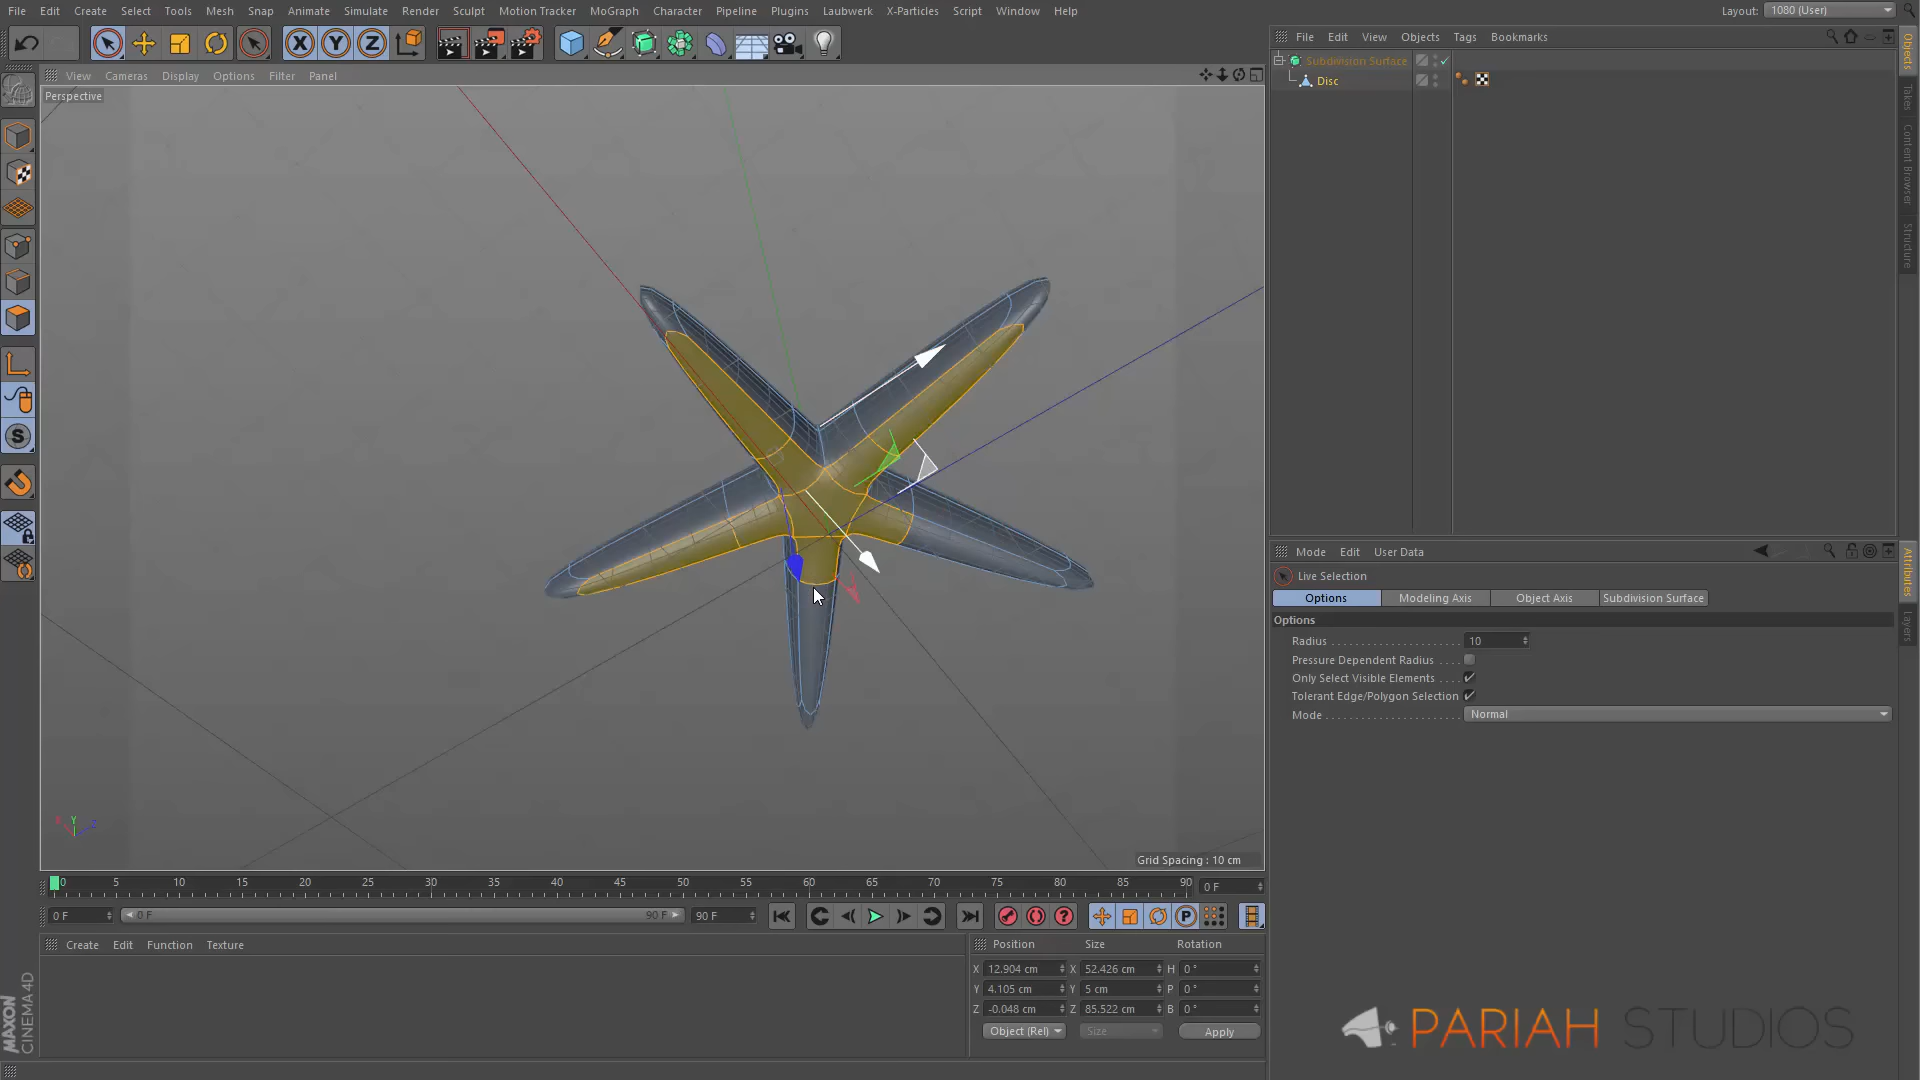 File Edit Create Select Tools Mesh Snap Animate Simulate Render Sculpt Motion Tracker MoGraph Character Pipeline Plugins Laubwerk X-Particles Script Window Help Layout: 1080 (User)
File Edit View Objects Tags Bookmarks
View Cameras Display Options Filter Panel
Perspective
Subdivision Surface
Disc
Objects
Takes
Content Browser
Structure
Mode Edit User Data
Live Selection
Options Modeling Axis Object Axis Subdivision Surface
Options
Radius 10
Pressure Dependent Radius
Only Select Visible Elements
Tolerant Edge/Polygon Selection
Mode Normal
Attributes
Layers
X Y Z
Grid Spacing : 10 cm
0 5 10 15 20 25 30 35 40 45 50 55 60 65 70 75 80 85 90 0 F
0 F 0 F 90 F 90 F
Create Edit Function Texture
Position Size Rotation
X 12.904 cm X 52.426 cm H 0 °
Y 4.105 cm Y 5 cm P 0 °
Z -0.048 cm Z 85.522 cm B 0 °
Object (Rel) Size Apply
MAXON
CINEMA 4D
PARIAH STUDIOS